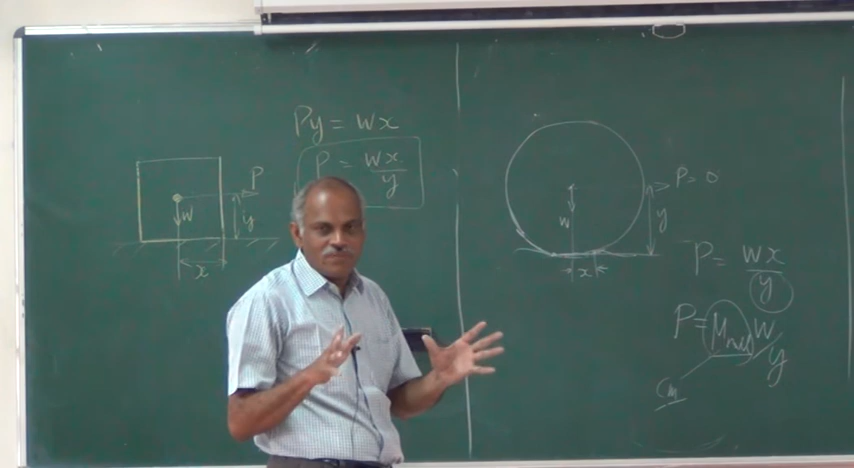 Py = Wx
P = Wx/y
P
W
y
x
P = 0
W
y
x
P = Wx/y
P = μ W/y